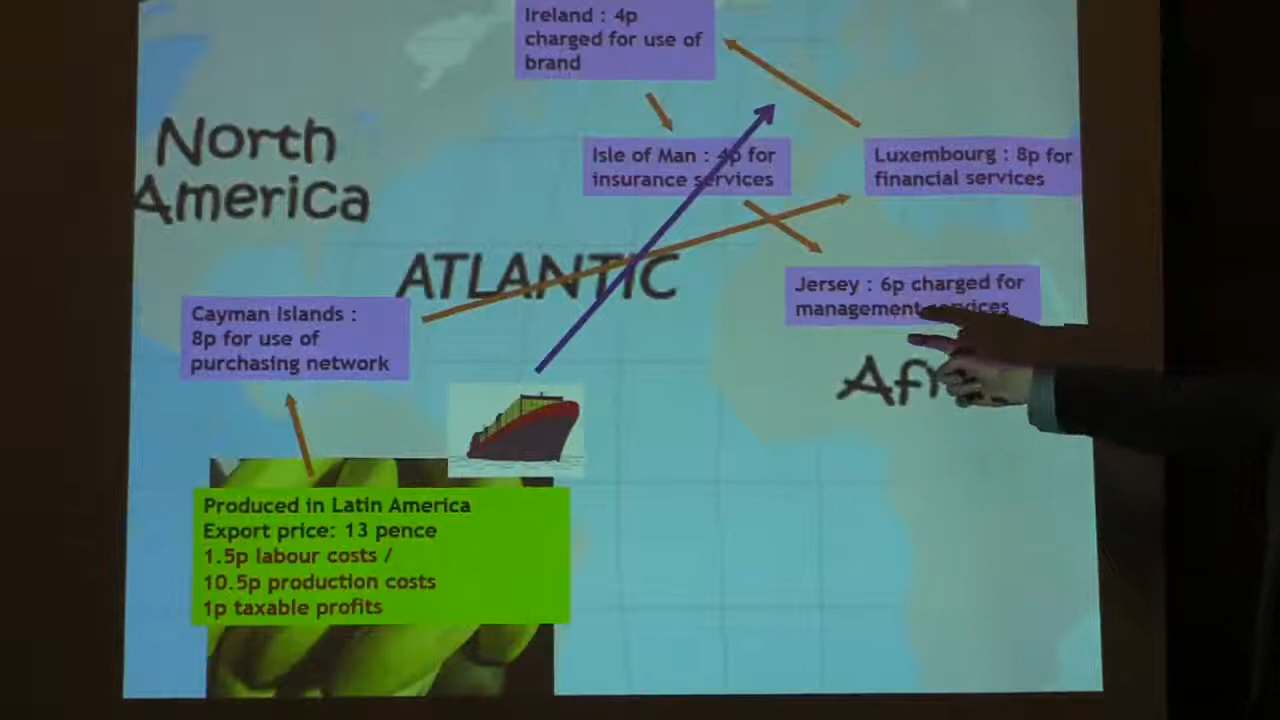 Ireland : 4p
charged for use of
brand
North
America
Isle of Man : 4p for
insurance services
Luxembourg : 8p for
financial services
ATLANTIC
Jersey : 6p charged for
management services
Cayman Islands :
8p for use of
purchasing network
Produced in Latin America
Export price: 13 pence
1.5p labour costs /
10.5p production costs
1p taxable profits